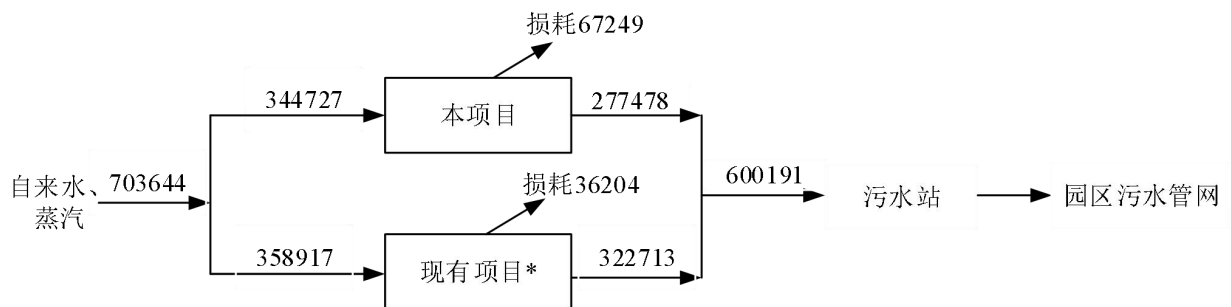 损耗67249
344727
本项目
277478
自来水、
蒸汽
703644
损耗36204
600191
污水站
园区污水管网
358917
现有项目*
322713